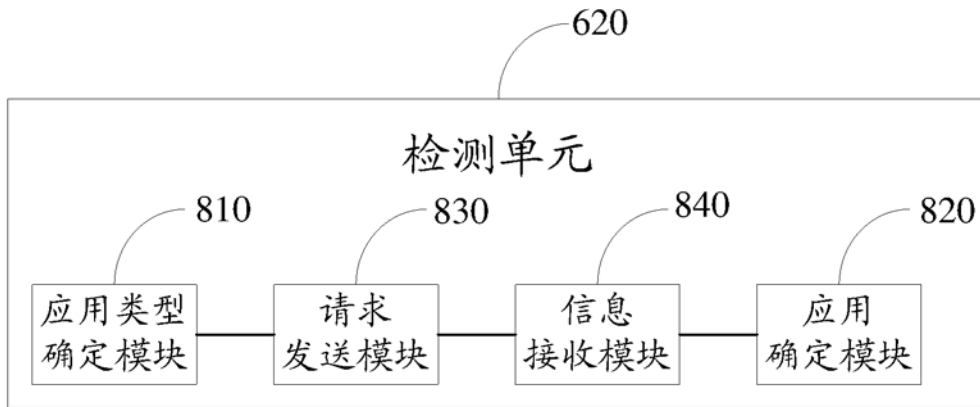 620
检测单元
810
830
840
820
应用类型
确定模块
请求
发送模块
信息
接收模块
应用
确定模块